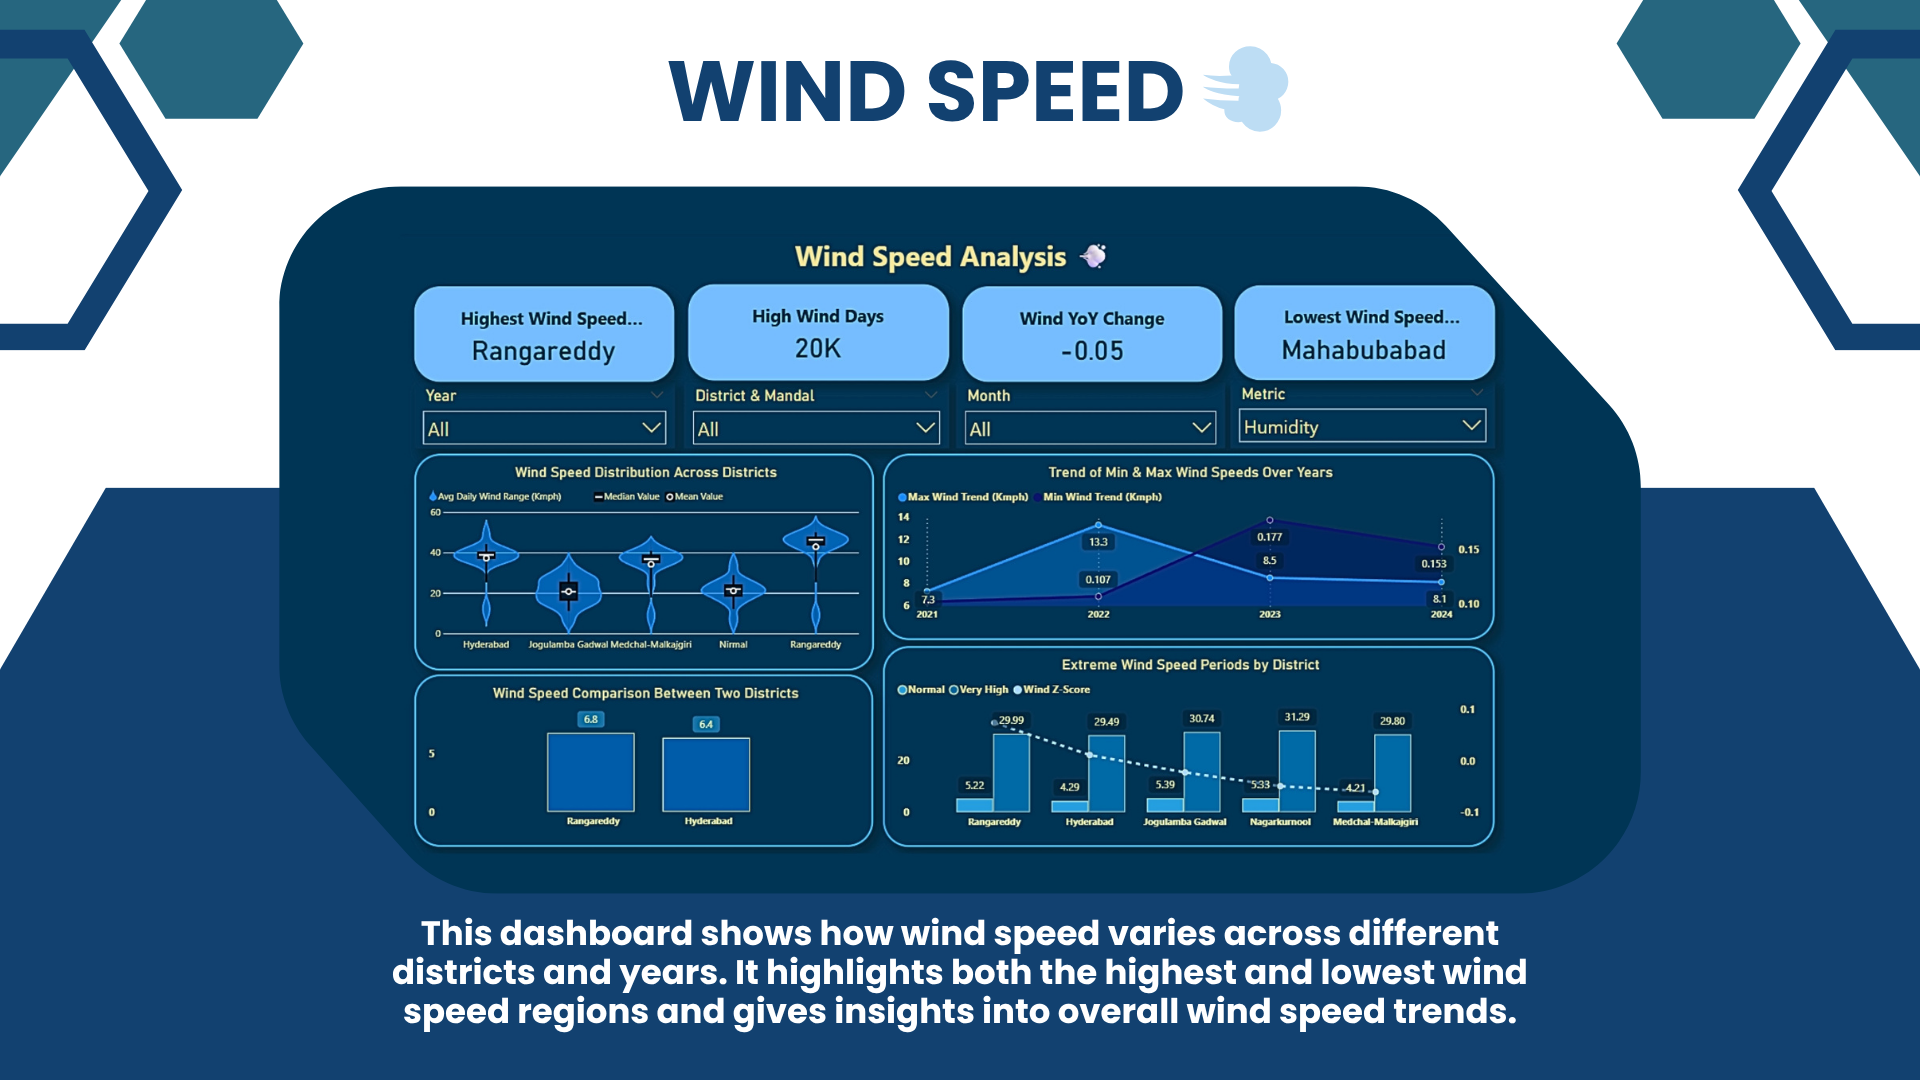 WIND SPEED
Wind Speed Analysis
Highest Wind Speed...
Rangareddy
High Wind Days
20K
Wind YoY Change
-0.05
Lowest Wind Speed...
Mahabubabad
Year
All
District & Mandal
All
Month
All
Metric
Humidity
Wind Speed Distribution Across Districts
Avg Daily Wind Range (Kmph) Median Value Mean Value
60
40
20
0
Hyderabad Jogulamba Gadwal Medchal-Malkajgiri Nirmal Rangareddy
Trend of Min & Max Wind Speeds Over Years
Max Wind Trend (Kmph) Min Wind Trend (Kmph)
14
12
10
8
6
7.3
13.3
0.107
0.177
8.5
0.153
8.1
0.15
0.10
2021 2022 2023 2024
Wind Speed Comparison Between Two Districts
6.8 6.4
5
0
Rangareddy Hyderabad
Extreme Wind Speed Periods by District
Normal Very High Wind Z-Score
20
0
5.22 29.99 4.29 29.49 5.39 30.74 5.33 31.29 4.21 29.80
0.1
0.0
-0.1
Rangareddy Hyderabad Jogulamba Gadwal Nagarkurnool Medchal-Malkajgiri
This dashboard shows how wind speed varies across different
districts and years. It highlights both the highest and lowest wind
speed regions and gives insights into overall wind speed trends.